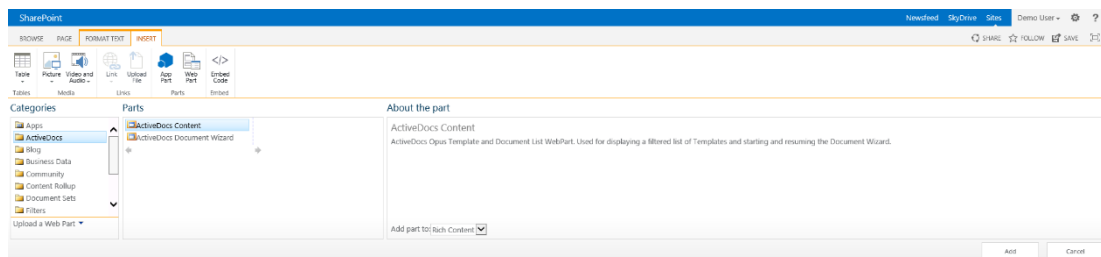 SharePoint
Newsfeed SkyDrive Sites Demo User ?
BROWSE PAGE FORMAT TEXT INSERT
SHARE FOLLOW SAVE
Table Picture Video and Audio Link Upload File App Part Web Part Embed Code
Tables Media Links Parts Embed
Categories Parts About the part
Apps
ActiveDocs
Blog
Business Data
Community
Content Rollup
Document Sets
Filters
Upload a Web Part
ActiveDocs Content
ActiveDocs Document Wizard
ActiveDocs Content
ActiveDocs Opus Template and Document List WebPart. Used for displaying a filtered list of Templates and starting and resuming the Document Wizard.
Add part to: Rich Content
Add Cancel